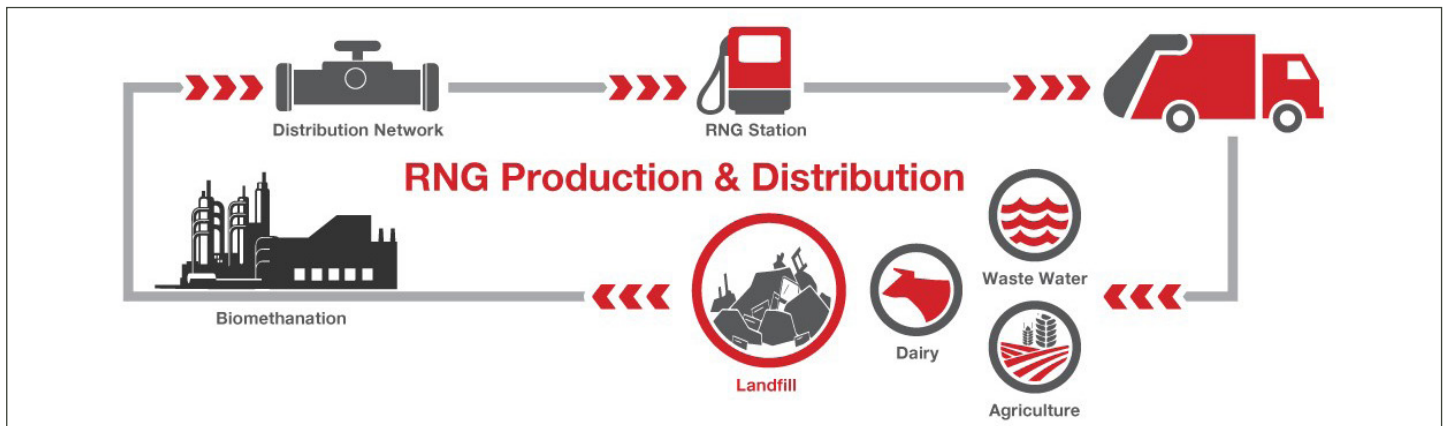 Distribution Network
RNG Station
RNG Production & Distribution
Waste Water
Biomethanation
Dairy
Landfill
Agriculture